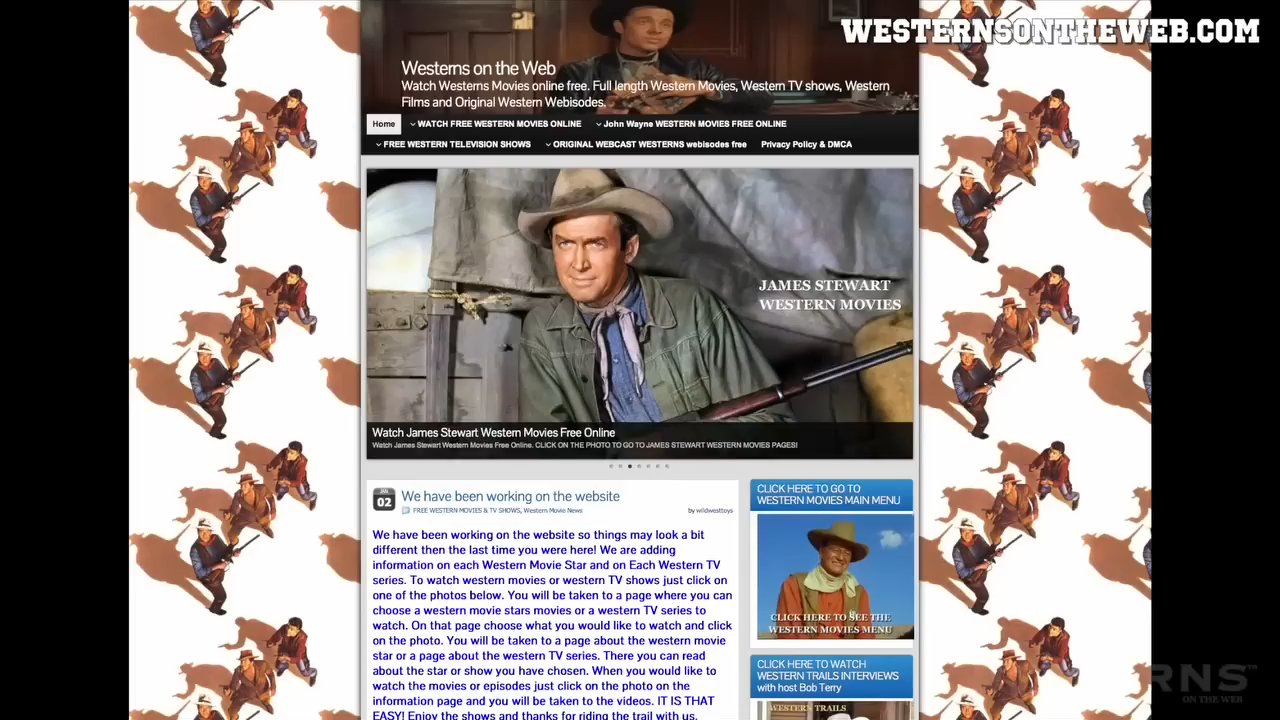 WESTERNSONTHEWEB.COM
Westerns on the Web
Watch Westerns Movies online free. Full length Western Movies, Western TV shows, Western
Films and Original Western Webisodes.
Home
WATCH FREE WESTERN MOVIES ONLINE
John Wayne WESTERN MOVIES FREE ONLINE
FREE WESTERN TELEVISION SHOWS
ORIGINAL WEBCAST WESTERNS webisodes free
Privacy Policy & DMCA
JAMES STEWART
WESTERN MOVIES
Watch James Stewart Western Movies Free Online
Watch James Stewart Western Movies Free Online. CLICK ON THE PHOTO TO GO TO JAMES STEWART WESTERN MOVIES PAGES!
02
We have been working on the website
FREE WESTERN MOVIES & TV SHOWS, Western Movie News
by wildwesttoys
We have been working on the website so things may look a bit
different then the last time you were here! We are adding
information on each Western Movie Star and on Each Western TV
series. To watch western movies or western TV shows just click on
one of the photos below. You will be taken to a page where you can
choose a western movie stars movies or a western TV series to
watch. On that page choose what you would like to watch and click
on the photo. You will be taken to a page about the western movie
star or a page about the western TV series. There you can read
about the star or show you have chosen. When you would like to
watch the movies or episodes just click on the photo on the
information page and you will be taken to the videos. IT IS THAT
EASY! Enjoy the shows and thanks for riding the trail with us.
CLICK HERE TO GO TO
WESTERN MOVIES MAIN MENU
CLICK HERE TO SEE THE
WESTERN MOVIES MENU
CLICK HERE TO WATCH
WESTERN TRAILS INTERVIEWS
with host Bob Terry
WESTERN TRAILS
RNS™
ON THE WEB